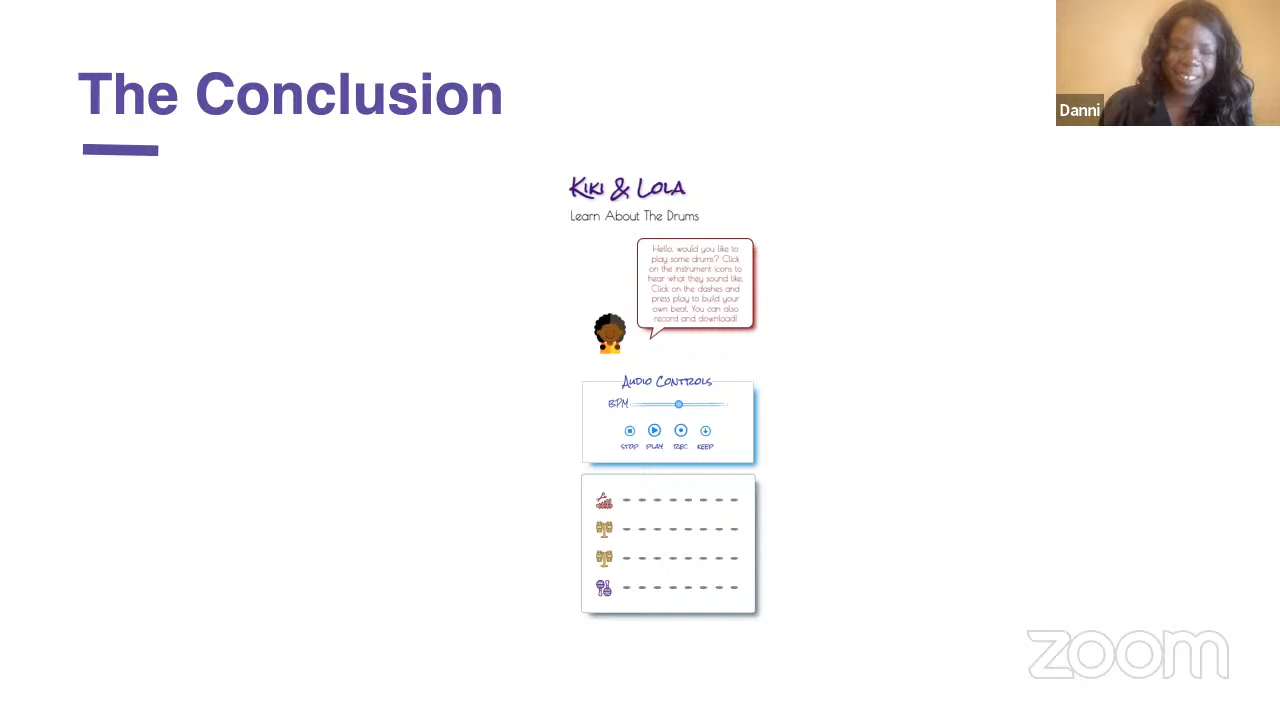 The Conclusion
Danni
Kiki & Lola
Learn About The Drums
Hello, would you like to
play some drums? Click
on the instrument icons to
hear what they sound like.
Click on the dashes and
press play to build your
own beat. You can also
record and download!
Audio Controls
BPM
STOP PLAY REC KEEP
zoom